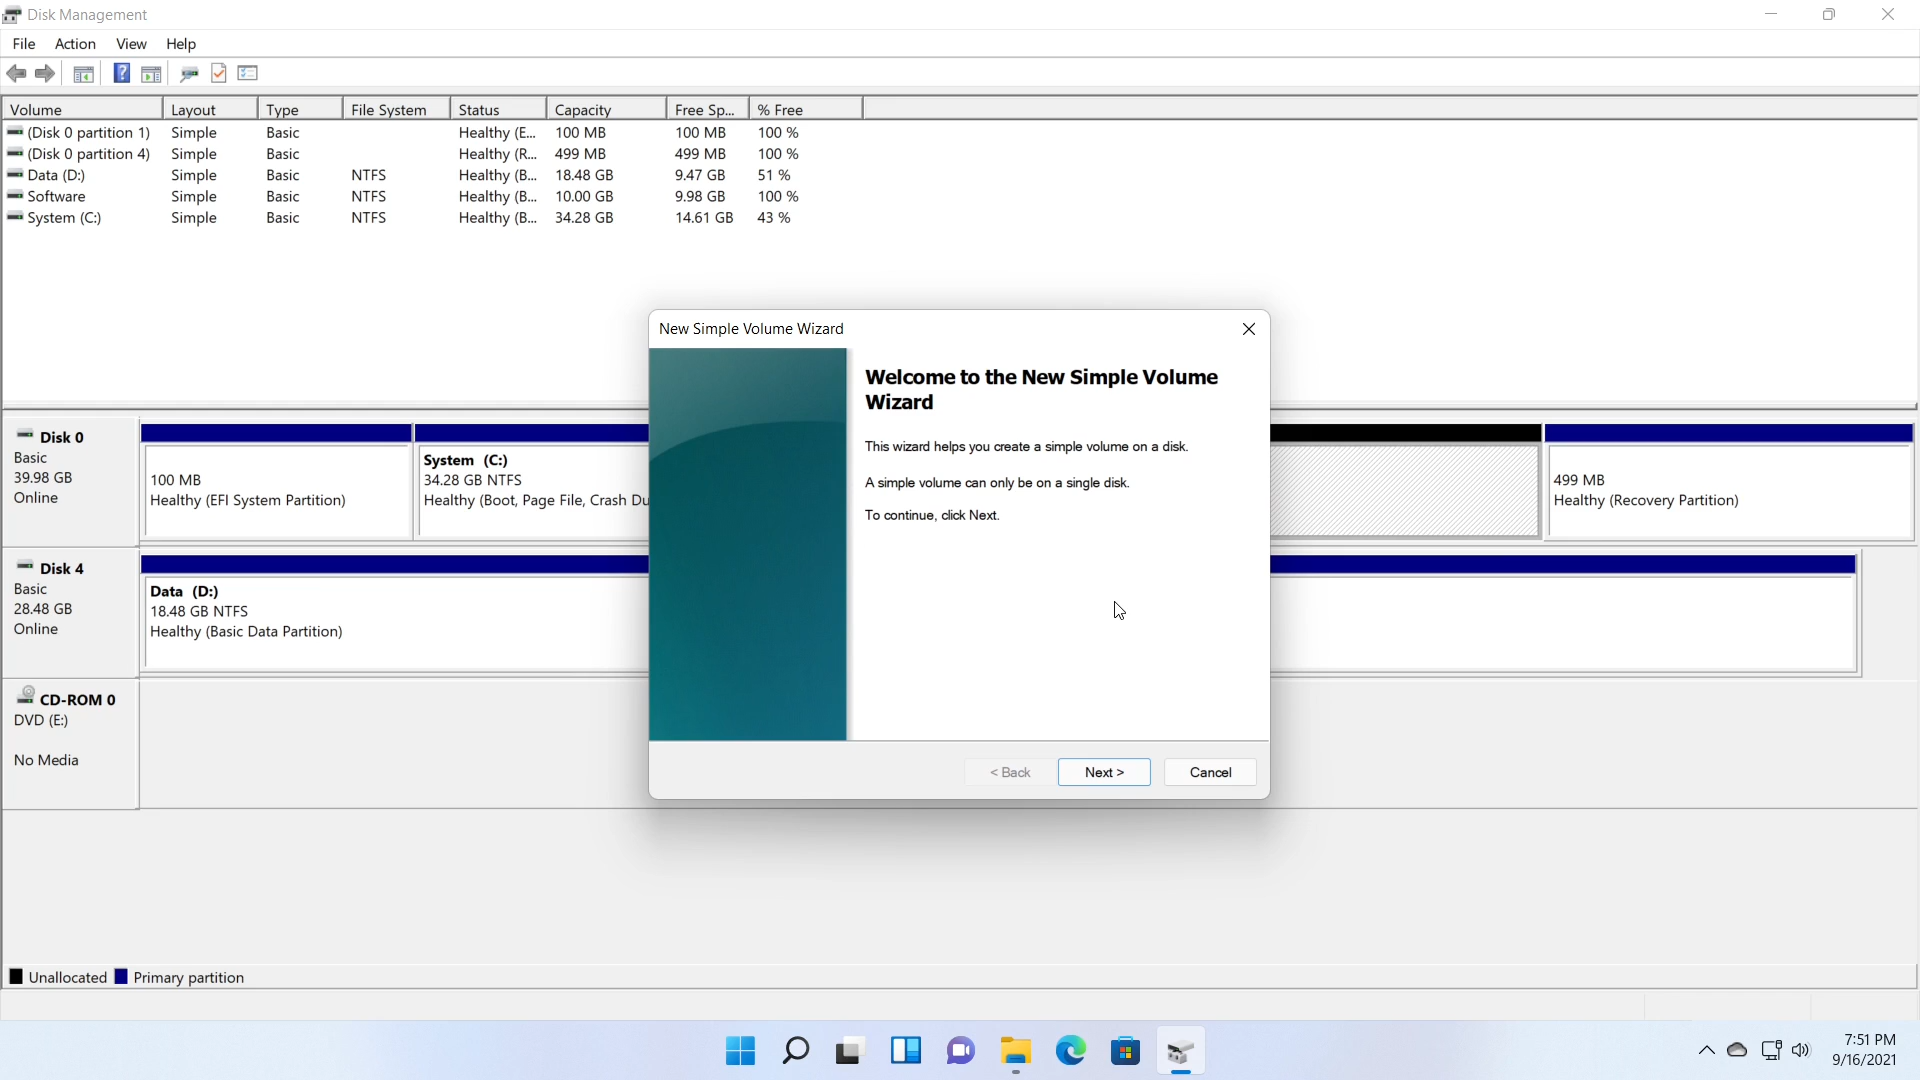 Disk Management
File Action View Help
Volume Layout Type File System Status Capacity Free Sp... % Free
(Disk 0 partition 1) Simple Basic Healthy (E... 100 MB 100 MB 100 %
(Disk 0 partition 4) Simple Basic Healthy (R... 499 MB 499 MB 100 %
Data (D:) Simple Basic NTFS Healthy (B... 18.48 GB 9.47 GB 51 %
Software Simple Basic NTFS Healthy (B... 10.00 GB 9.98 GB 100 %
System (C:) Simple Basic NTFS Healthy (B... 34.28 GB 14.61 GB 43 %
New Simple Volume Wizard
Welcome to the New Simple Volume
Wizard
This wizard helps you create a simple volume on a disk.
A simple volume can only be on a single disk.
To continue, click Next.
< Back Next > Cancel
Disk 0
Basic
39.98 GB
Online
100 MB
Healthy (EFI System Partition)
System (C:)
34.28 GB NTFS
Healthy (Boot, Page File, Crash Du
499 MB
Healthy (Recovery Partition)
Disk 4
Basic
28.48 GB
Online
Data (D:)
18.48 GB NTFS
Healthy (Basic Data Partition)
CD-ROM 0
DVD (E:)
No Media
Unallocated Primary partition
7:51 PM
9/16/2021